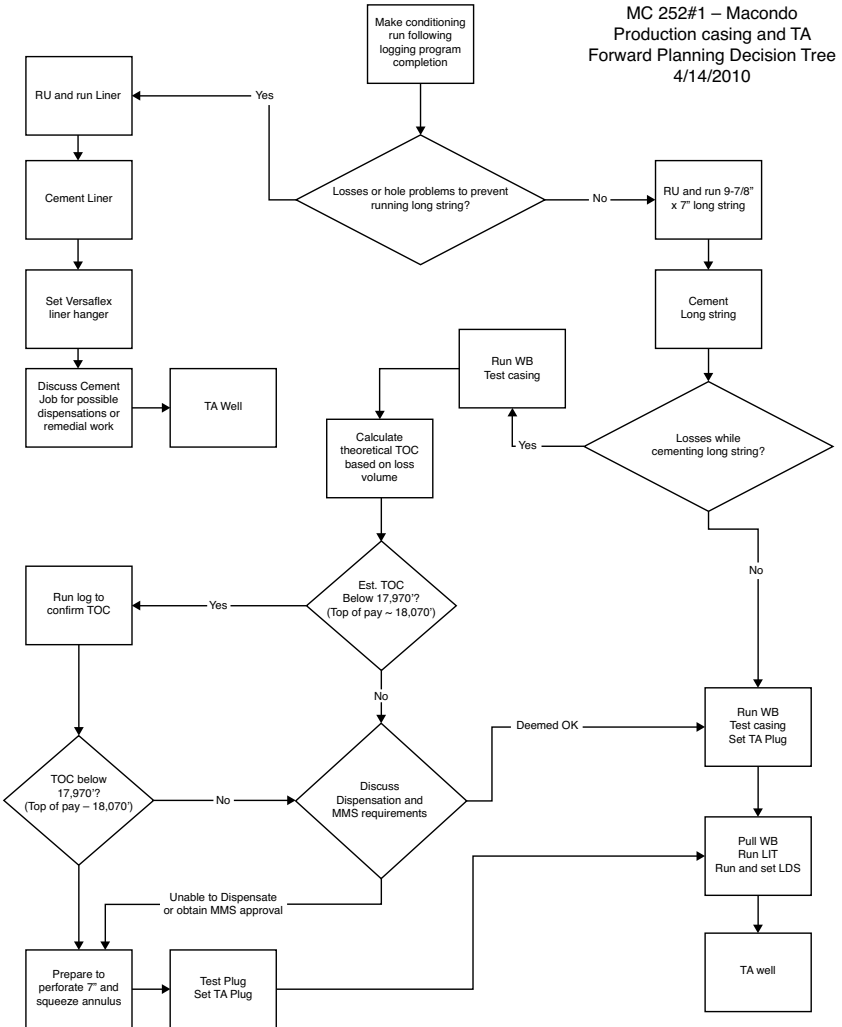 MC 252#1 – Macondo
Production casing and TA
Forward Planning Decision Tree
4/14/2010
Make conditioning
run following
logging program
completion
RU and run Liner
Yes
Losses or hole problems to prevent
running long string?
No
RU and run 9-7/8”
x 7” long string
Cement Liner
Set Versaflex
liner hanger
Cement
Long string
Discuss Cement
Job for possible
dispensations or
remedial work
TA Well
Run WB
Test casing
Calculate
theoretical TOC
based on loss
volume
Yes
Losses while
cementing long string?
No
Run log to
confirm TOC
Yes
Est. TOC
Below 17,970’?
(Top of pay ~ 18,070’)
No
Deemed OK
Run WB
Test casing
Set TA Plug
TOC below
17,970’?
(Top of pay – 18,070’)
No
Discuss
Dispensation and
MMS requirements
Pull WB
Run LIT
Run and set LDS
Unable to Dispensate
or obtain MMS approval
Prepare to
perforate 7” and
squeeze annulus
Test Plug
Set TA Plug
TA well